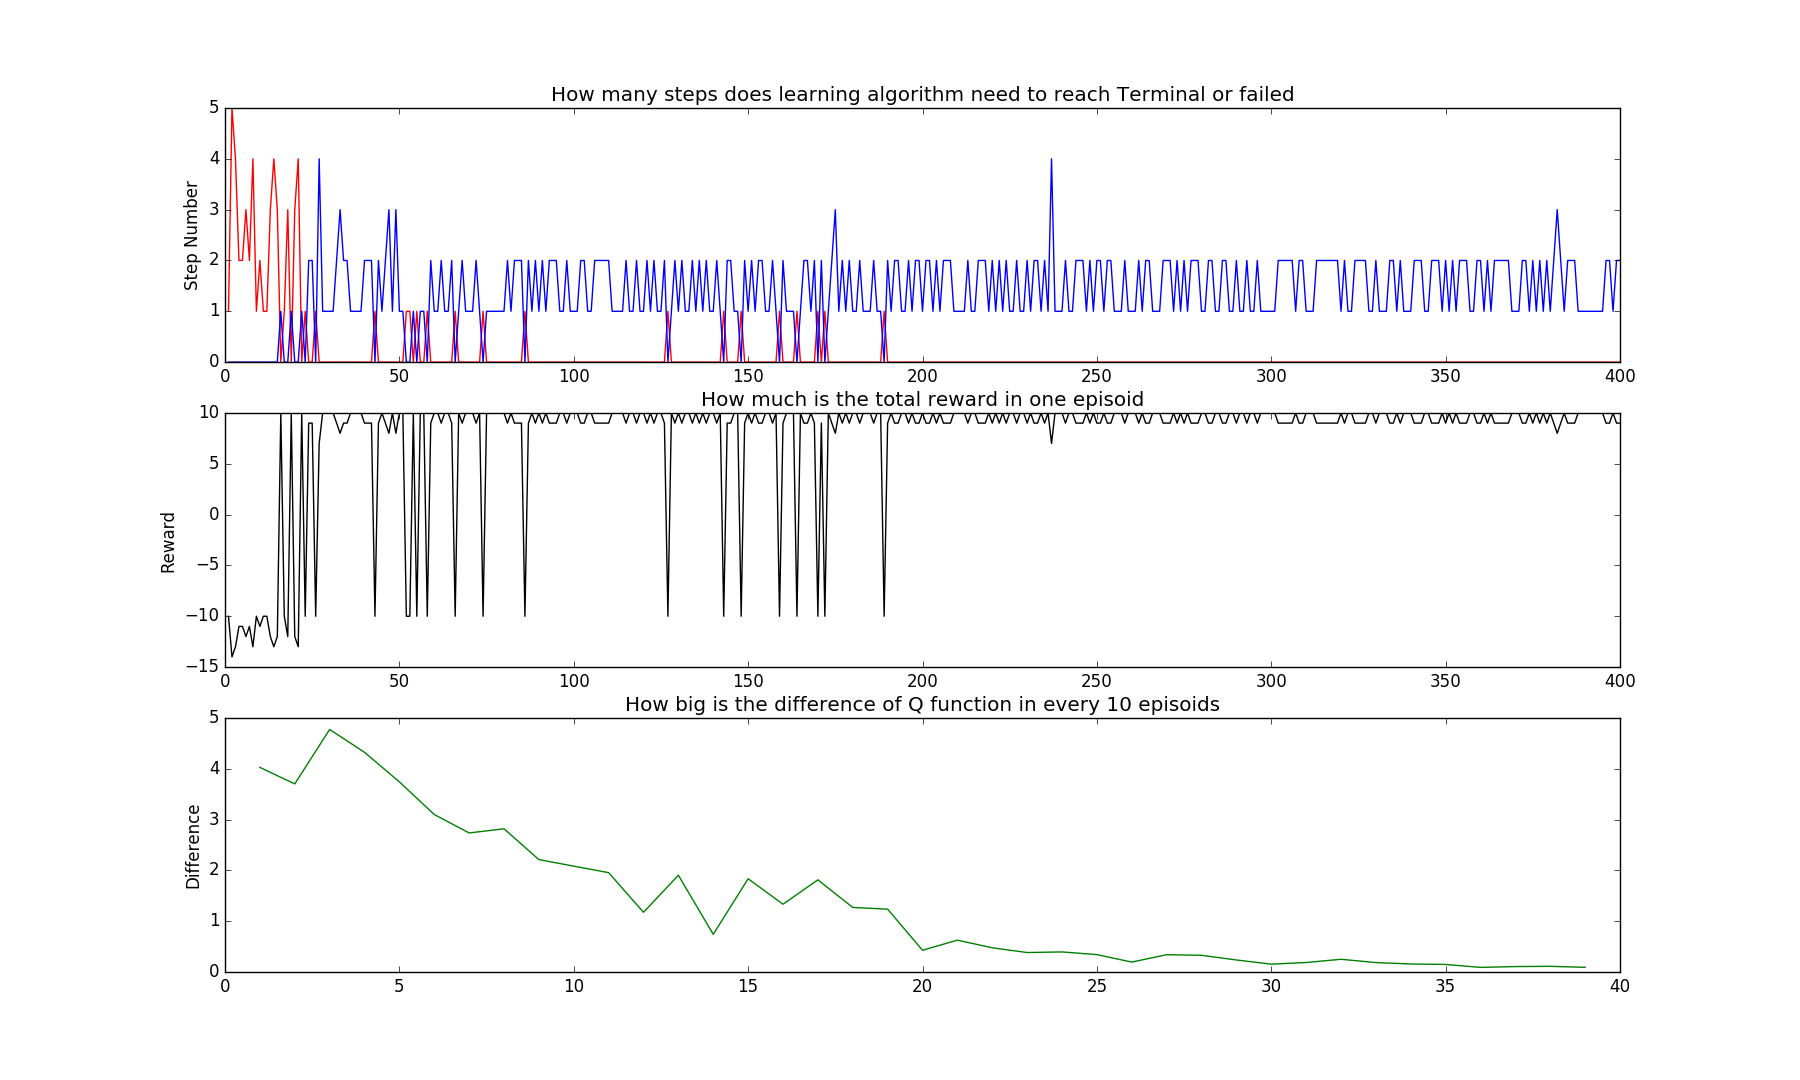 How many steps does learning algorithm need to reach Terminal or failed
5
4
3
2
1
0
Step Number
0 50 100 150 200 250 300 350 400
How much is the total reward in one episoid
10
5
0
−5
−10
−15
Reward
0 50 100 150 200 250 300 350 400
How big is the difference of Q function in every 10 episoids
5
4
3
2
1
0
Difference
0 5 10 15 20 25 30 35 40